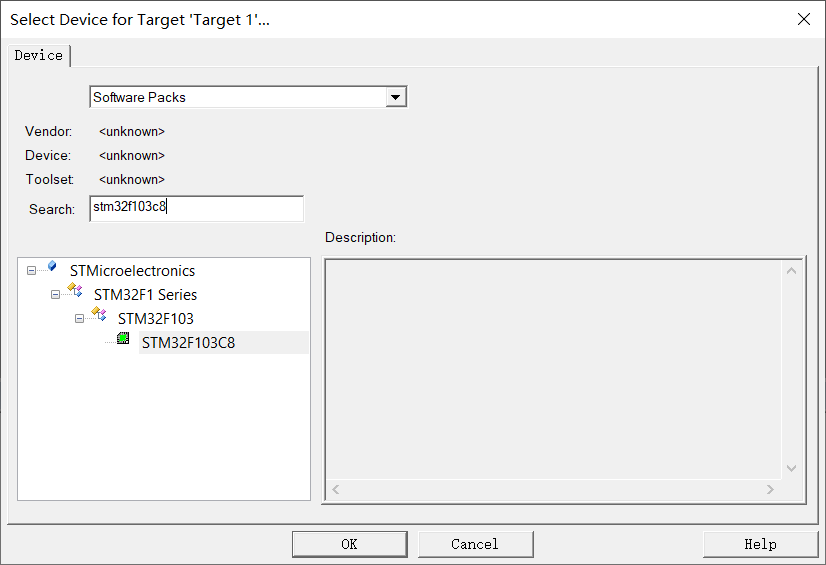 Select Device for Target 'Target 1'...
Device
Software Packs
Vendor: <unknown>
Device: <unknown>
Toolset: <unknown>
Search: stm32f103c8
Description:
STMicroelectronics
STM32F1 Series
STM32F103
STM32F103C8
OK Cancel Help